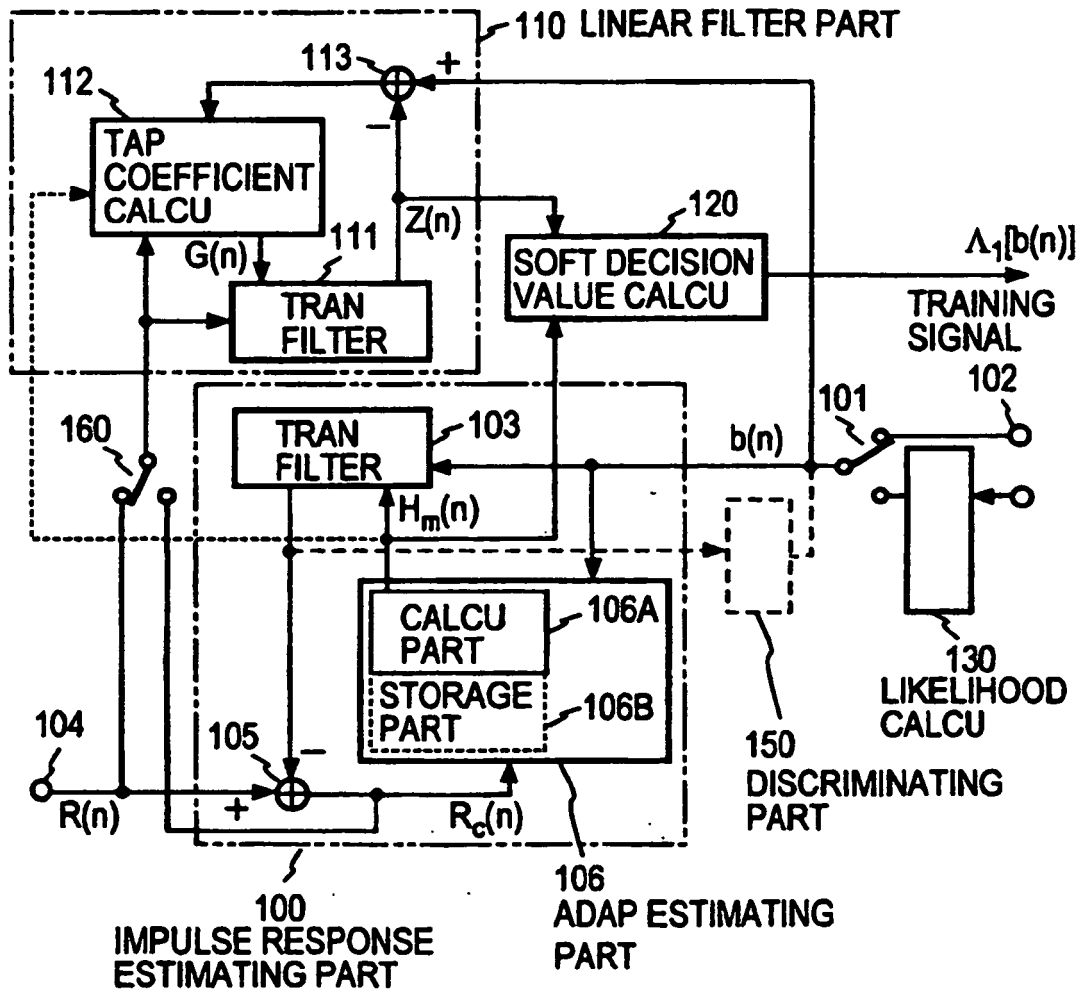 110 LINEAR FILTER PART
113
+
112
−
TAP
COEFFICIENT
CALCU
G(n)
111
Z(n)
120
TRAN
FILTER
SOFT DECISION
VALUE CALCU
Λ₁[b(n)]
TRAINING
SIGNAL
102
101
160
TRAN
FILTER
103
b(n)
Hₘ(n)
CALCU
PART
106A
STORAGE
PART
106B
130
LIKELIHOOD
CALCU
104
105
−
+
R(n)
R꜀(n)
150
DISCRIMINATING
PART
100
IMPULSE RESPONSE
ESTIMATING PART
106
ADAP ESTIMATING
PART